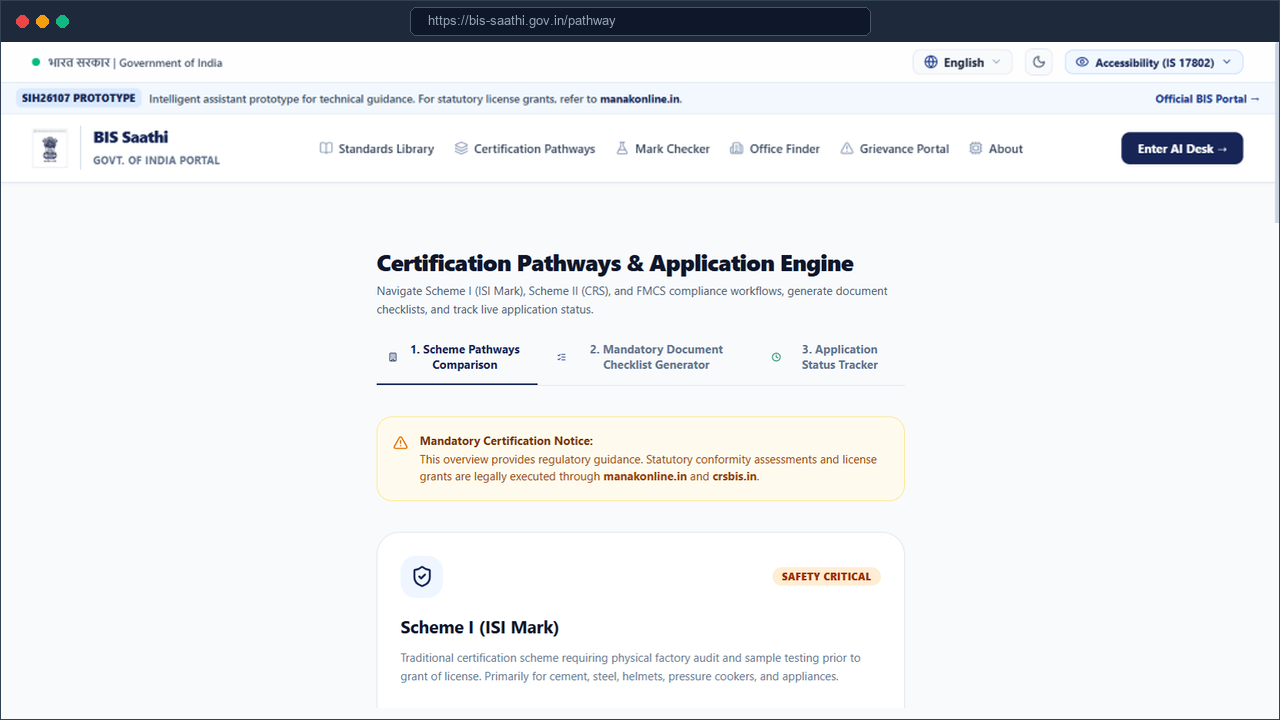 https://bis-saathi.gov.in/pathway
भारत सरकार | Government of India
English
Accessibility (IS 17802)
SIH26107 PROTOTYPE
Intelligent assistant prototype for technical guidance. For statutory license grants, refer to manakonline.in.
Official BIS Portal →
BIS Saathi
GOVT. OF INDIA PORTAL
Standards Library
Certification Pathways
Mark Checker
Office Finder
Grievance Portal
About
Enter AI Desk →
Certification Pathways & Application Engine
Navigate Scheme I (ISI Mark), Scheme II (CRS), and FMCS compliance workflows, generate document
checklists, and track live application status.
1. Scheme Pathways
Comparison
2. Mandatory Document
Checklist Generator
3. Application
Status Tracker
Mandatory Certification Notice:
This overview provides regulatory guidance. Statutory conformity assessments and license
grants are legally executed through manakonline.in and crsbis.in.
SAFETY CRITICAL
Scheme I (ISI Mark)
Traditional certification scheme requiring physical factory audit and sample testing prior to
grant of license. Primarily for cement, steel, helmets, pressure cookers, and appliances.